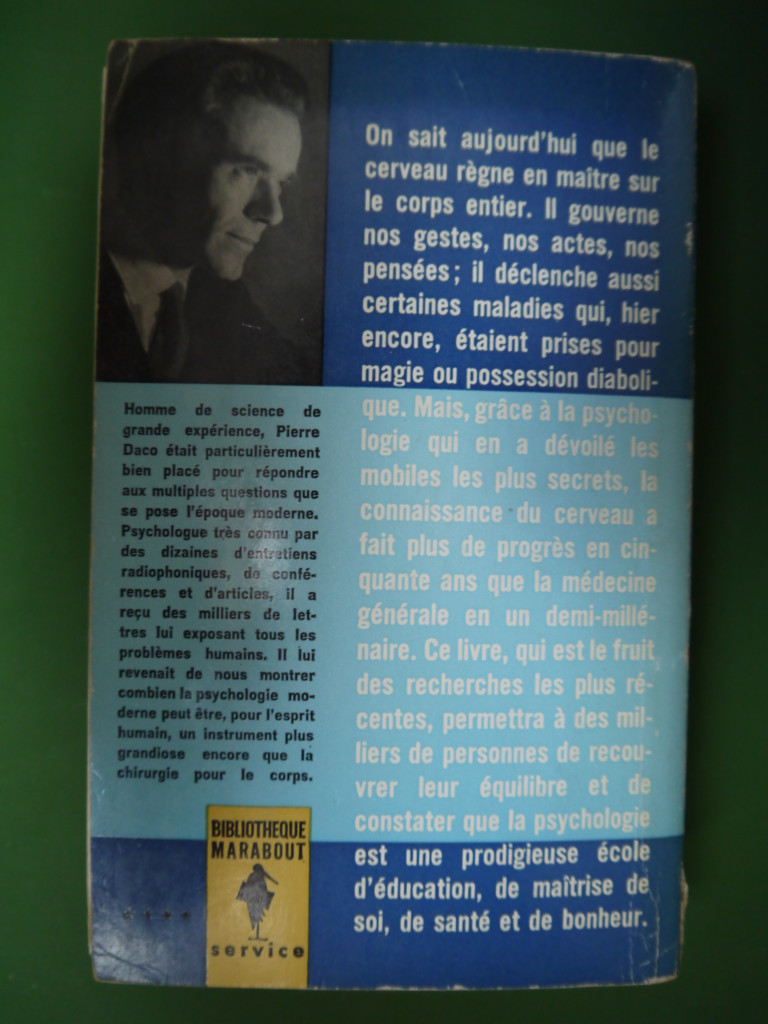 On sait aujourd'hui que le
cerveau règne en maître sur
le corps entier. Il gouverne
nos gestes, nos actes, nos
pensées; il déclenche aussi
certaines maladies qui, hier
encore, étaient prises pour
magie ou possession diaboli-
que. Mais, grâce à la psycho-
logie qui en a dévoilé les
mobiles les plus secrets, la
connaissance du cerveau a
fait plus de progrès en cin-
quante ans que la médecine
générale en un demi-millé-
naire. Ce livre, qui est le fruit
des recherches les plus ré-
centes, permettra à des mil-
liers de personnes de recou-
vrer leur équilibre et de
constater que la psychologie
est une prodigieuse école
d'éducation, de maîtrise de
soi, de santé et de bonheur.
Homme de science de
grande expérience, Pierre
Daco était particulièrement
bien placé pour répondre
aux multiples questions que
se pose l'époque moderne.
Psychologue très connu par
des dizaines d'entretiens
radiophoniques, de confé-
rences et d'articles, il a
reçu des milliers de let-
tres lui exposant tous les
problèmes humains. Il lui
revenait de nous montrer
combien la psychologie mo-
derne peut être, pour l'esprit
humain, un instrument plus
grandiose encore que la
chirurgie pour le corps.
BIBLIOTHEQUE
MARABOUT
service
★ ★ ★ ★